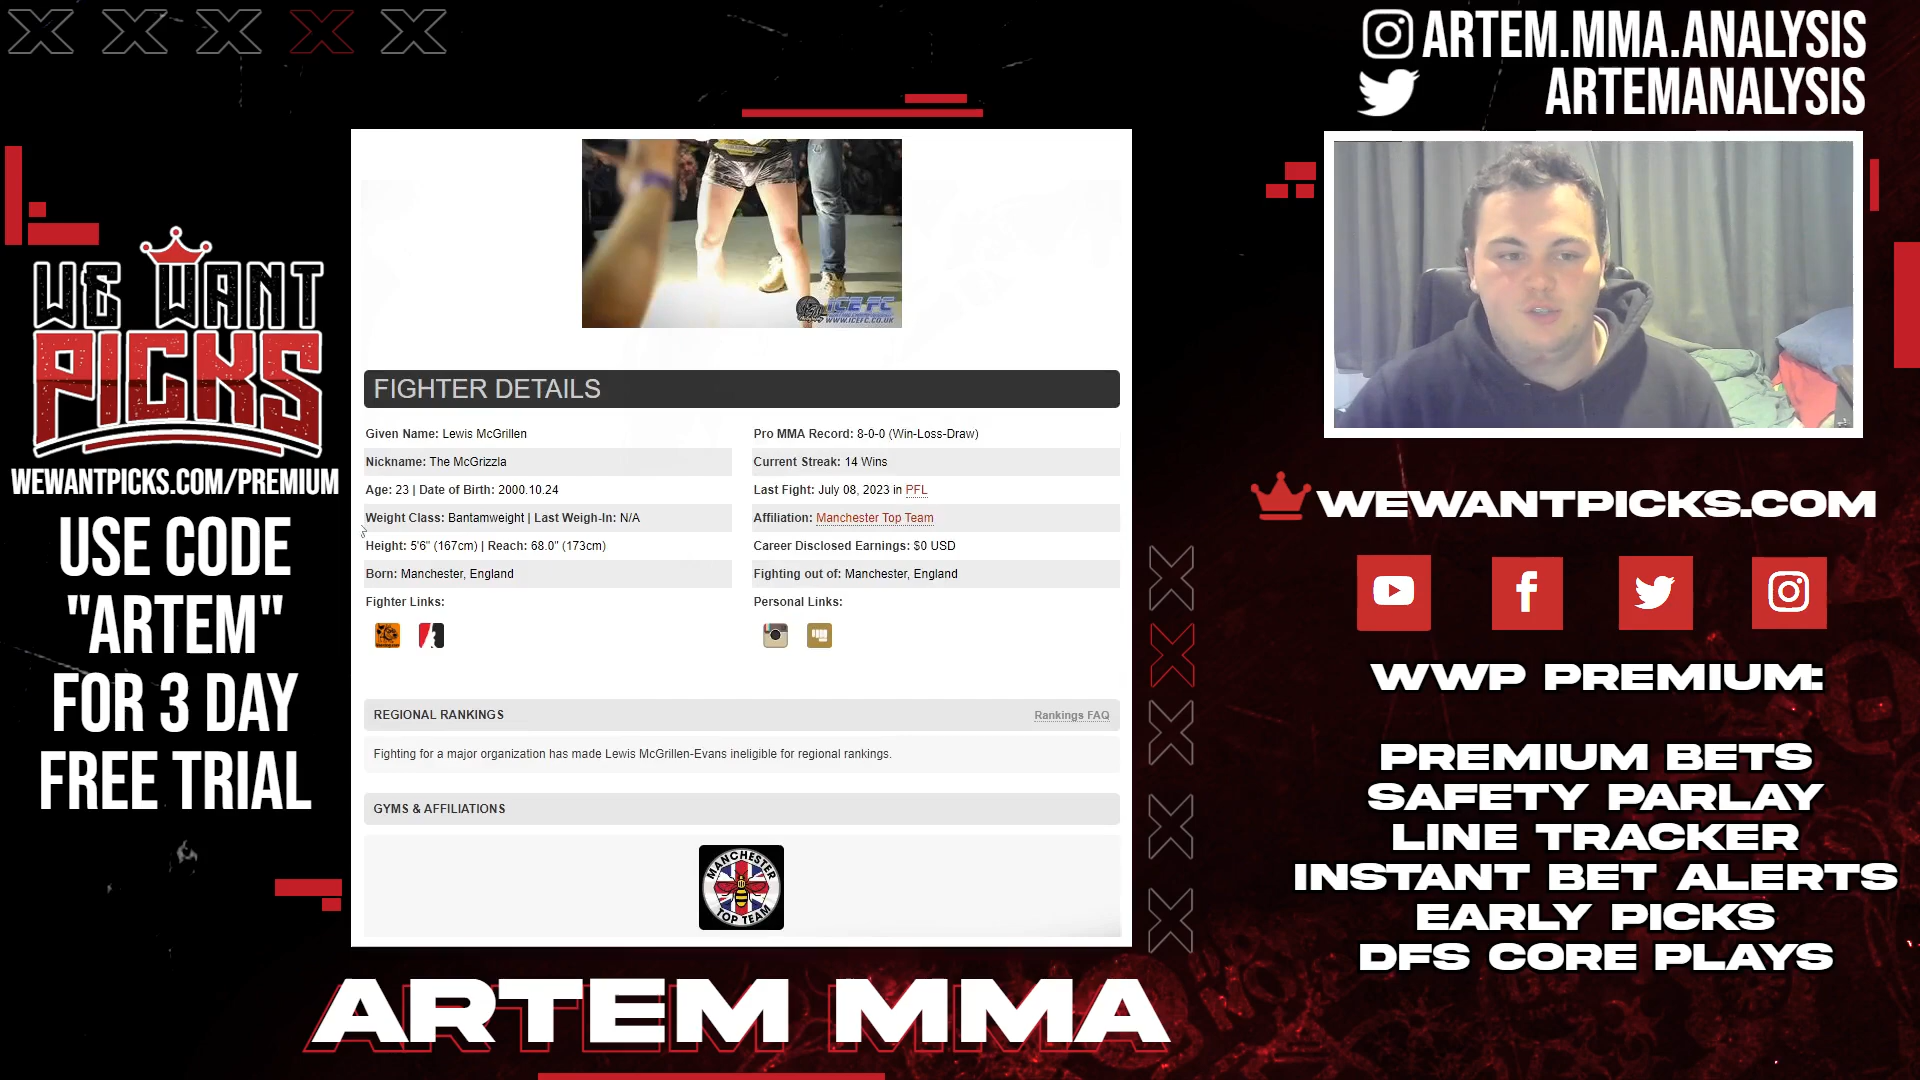 ARTEM.MMA.ANALYSIS
ARTEMANALYSIS
WE WANT
PICKS
WEWANTPICKS.COM/PREMIUM
USE CODE
"ARTEM"
FOR 3 DAY
FREE TRIAL
ICE FC
WWW.ICEFC.CO.UK
FIGHTER DETAILS
Given Name: Lewis McGrillen
Pro MMA Record: 8-0-0 (Win-Loss-Draw)
Nickname: The McGrizzla
Current Streak: 14 Wins
Age: 23 | Date of Birth: 2000.10.24
Last Fight: July 08, 2023 in PFL
Weight Class: Bantamweight | Last Weigh-In: N/A
Affiliation: Manchester Top Team
Height: 5'6" (167cm) | Reach: 68.0" (173cm)
Career Disclosed Earnings: $0 USD
Born: Manchester, England
Fighting out of: Manchester, England
Fighter Links:
Personal Links:
REGIONAL RANKINGS
Rankings FAQ
Fighting for a major organization has made Lewis McGrillen-Evans ineligible for regional rankings.
GYMS & AFFILIATIONS
MANCHESTER
TOP TEAM
ARTEM MMA
WEWANTPICKS.COM
WWP PREMIUM:
PREMIUM BETS
SAFETY PARLAY
LINE TRACKER
INSTANT BET ALERTS
EARLY PICKS
DFS CORE PLAYS